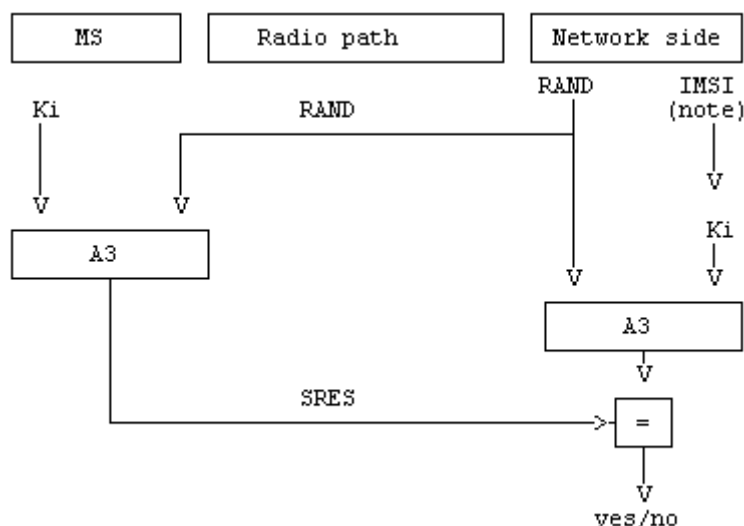 MS
Radio path
Network side
RAND
IMSI
(note)
Ki
RAND
Ki
A3
A3
SRES
=
yes/no